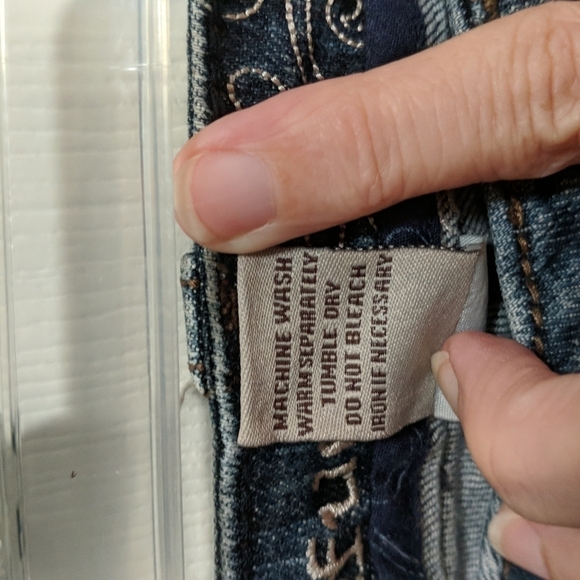 MACHINE WASH
WARM SEPARATELY
TUMBLE DRY
DO NOT BLEACH
IRON IF NECESSARY